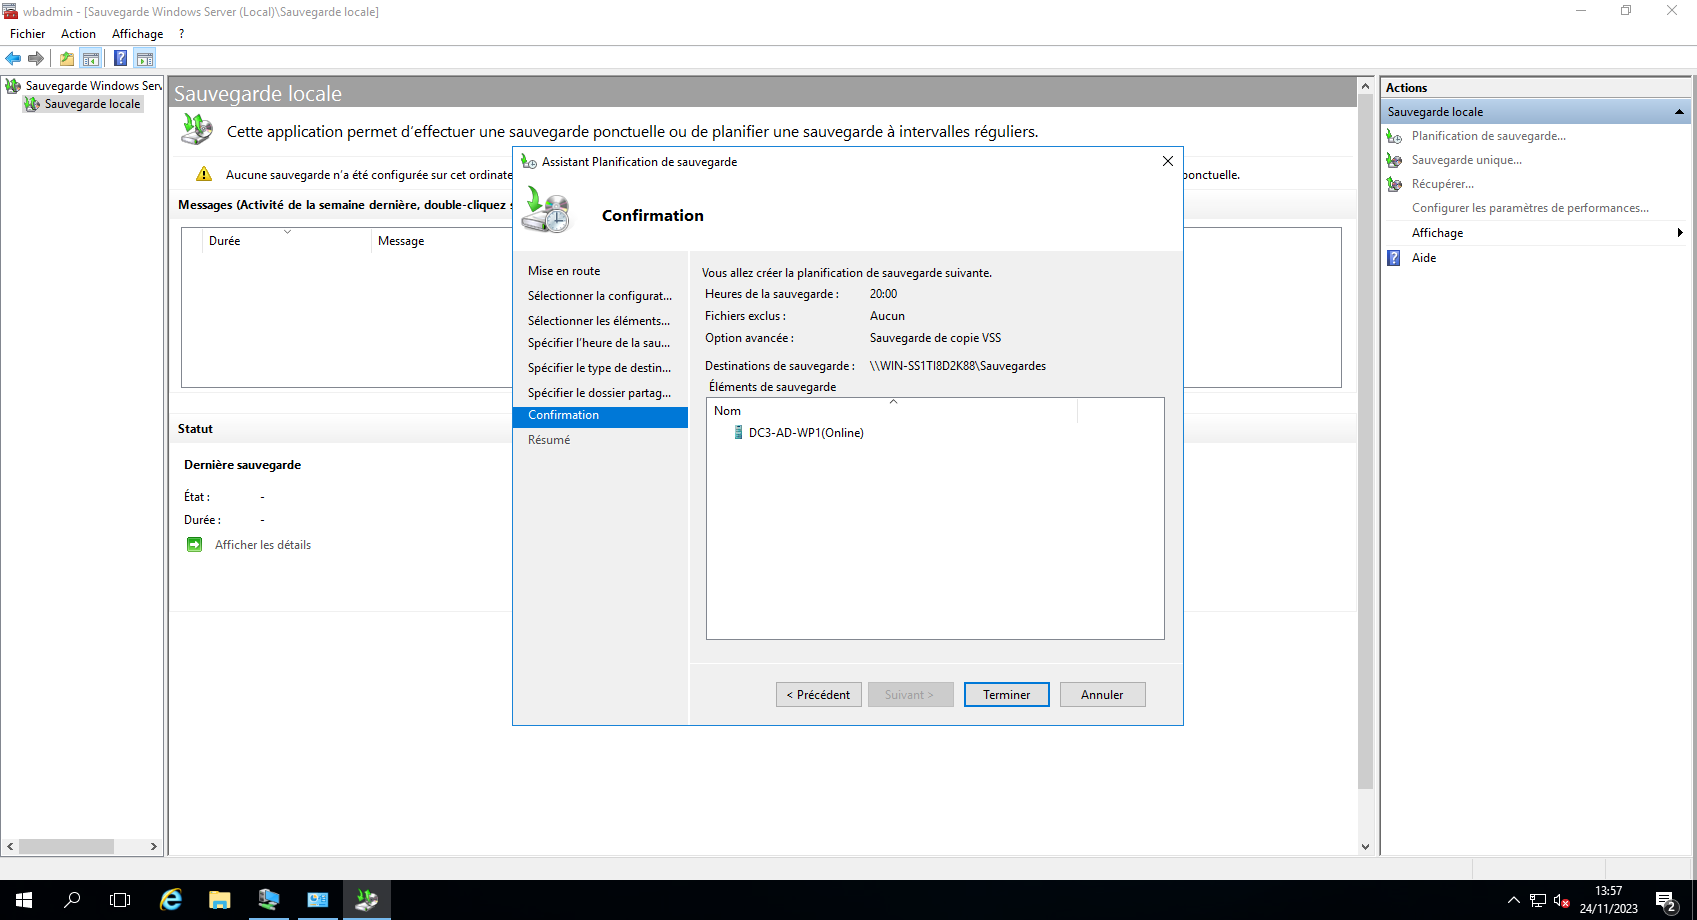 wbadmin - [Sauvegarde Windows Server (Local)\Sauvegarde locale]
Fichier Action Affichage ?
Sauvegarde Windows Serv
Sauvegarde locale
Sauvegarde locale
Cette application permet d'effectuer une sauvegarde ponctuelle ou de planifier une sauvegarde à intervalles réguliers.
Aucune sauvegarde n'a été configurée sur cet ordinate
ponctuelle.
Messages (Activité de la semaine dernière, double-cliquez s
Durée Message
Statut
Dernière sauvegarde
État : -
Durée : -
Afficher les détails
Assistant Planification de sauvegarde
Confirmation
Mise en route
Sélectionner la configurat...
Sélectionner les éléments...
Spécifier l'heure de la sau...
Spécifier le type de destin...
Spécifier le dossier partag...
Confirmation
Résumé
Vous allez créer la planification de sauvegarde suivante.
Heures de la sauvegarde : 20:00
Fichiers exclus : Aucun
Option avancée : Sauvegarde de copie VSS
Destinations de sauvegarde : \\WIN-SS1TI8D2K88\Sauvegardes
Éléments de sauvegarde
Nom
DC3-AD-WP1(Online)
< Précédent Suivant > Terminer Annuler
Actions
Sauvegarde locale
Planification de sauvegarde...
Sauvegarde unique...
Récupérer...
Configurer les paramètres de performances...
Affichage
Aide
13:57
24/11/2023
2